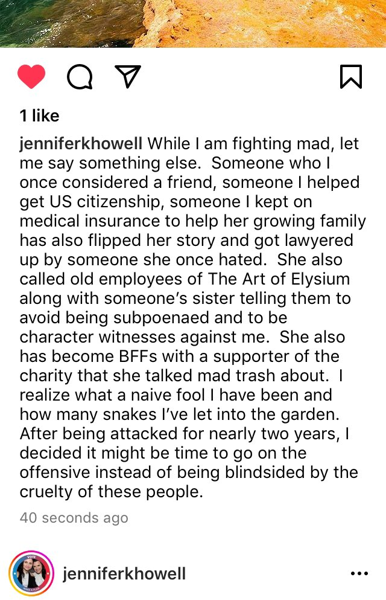 1 like
jenniferkhowell While I am fighting mad, let
me say something else.  Someone who I
once considered a friend, someone I helped
get US citizenship, someone I kept on
medical insurance to help her growing family
has also flipped her story and got lawyered
up by someone she once hated.  She also
called old employees of The Art of Elysium
along with someone’s sister telling them to
avoid being subpoenaed and to be
character witnesses against me.  She also
has become BFFs with a supporter of the
charity that she talked mad trash about.  I
realize what a naive fool I have been and
how many snakes I’ve let into the garden.
After being attacked for nearly two years, I
decided it might be time to go on the
offensive instead of being blindsided by the
cruelty of these people.
40 seconds ago
jenniferkhowell